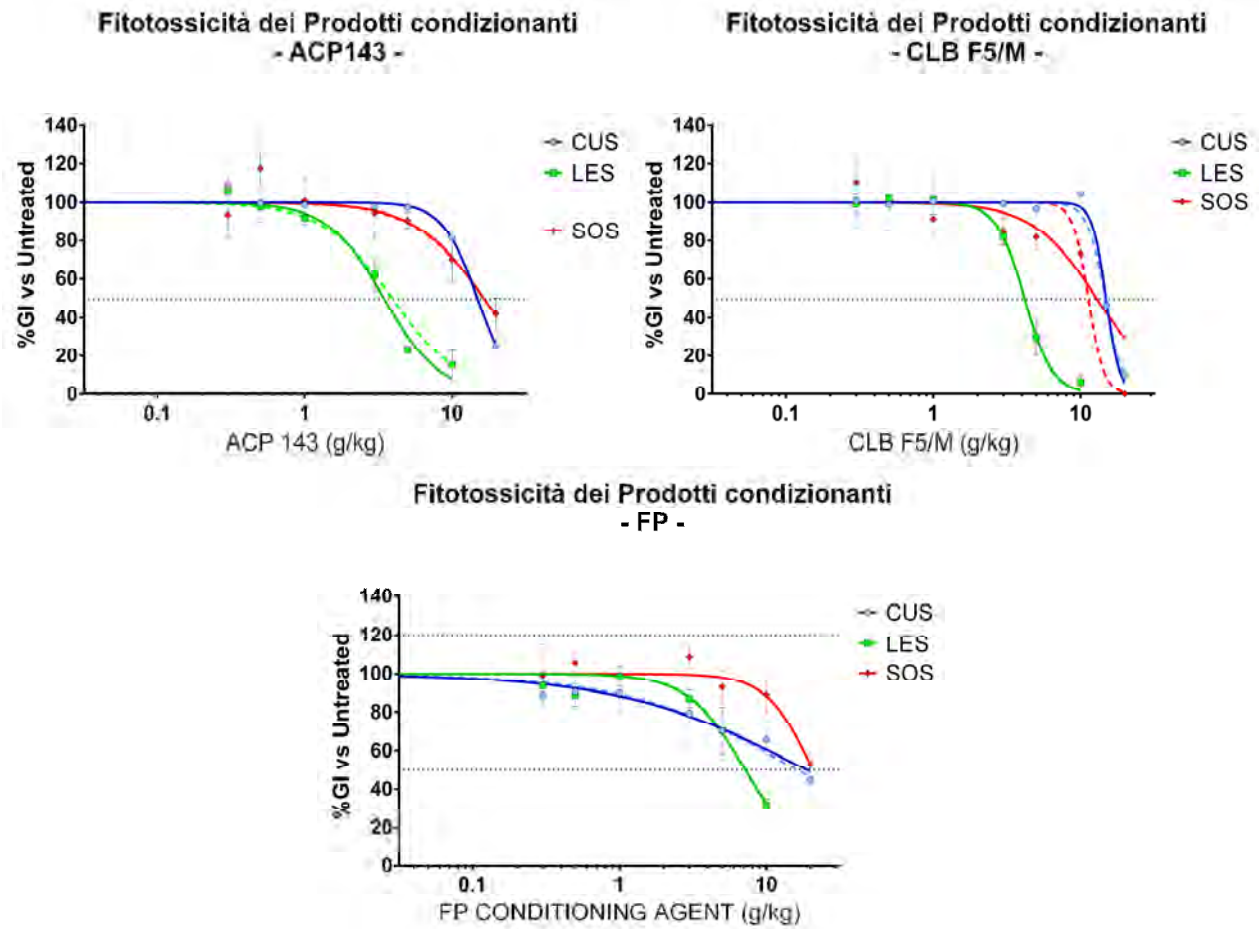 Fitotossicità dei Prodotti condizionanti
- ACP143 -
140
120
100
80
60
40
20
0
%GI vs Untreated
CUS
LES
SOS
0.1
1
10
ACP 143 (g/kg)
Fitotossicità dei Prodotti condizionanti
- CLB F5/M -
140
120
100
80
60
40
20
0
%GI vs Untreated
CUS
LES
SOS
0.1
1
10
CLB F5/M (g/kg)
Fitotossicità dei Prodotti condizionanti
- FP -
140
120
100
80
60
40
20
0
%GI vs Untreated
CUS
LES
SOS
0.1
1
10
FP CONDITIONING AGENT (g/kg)